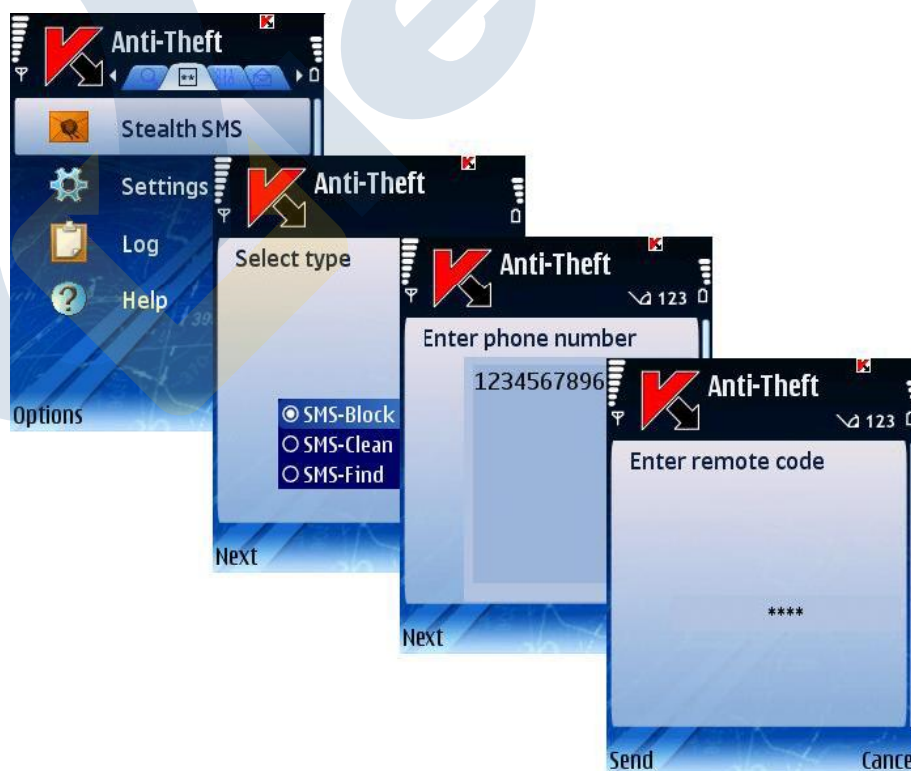 Anti-Theft
Stealth SMS
Settings
Log
Help
Options
Anti-Theft
Select type
SMS-Block
SMS-Clean
SMS-Find
Next
Anti-Theft
123
Enter phone number
1234567896
Next
Anti-Theft
123
Enter remote code
****
Send
Cance